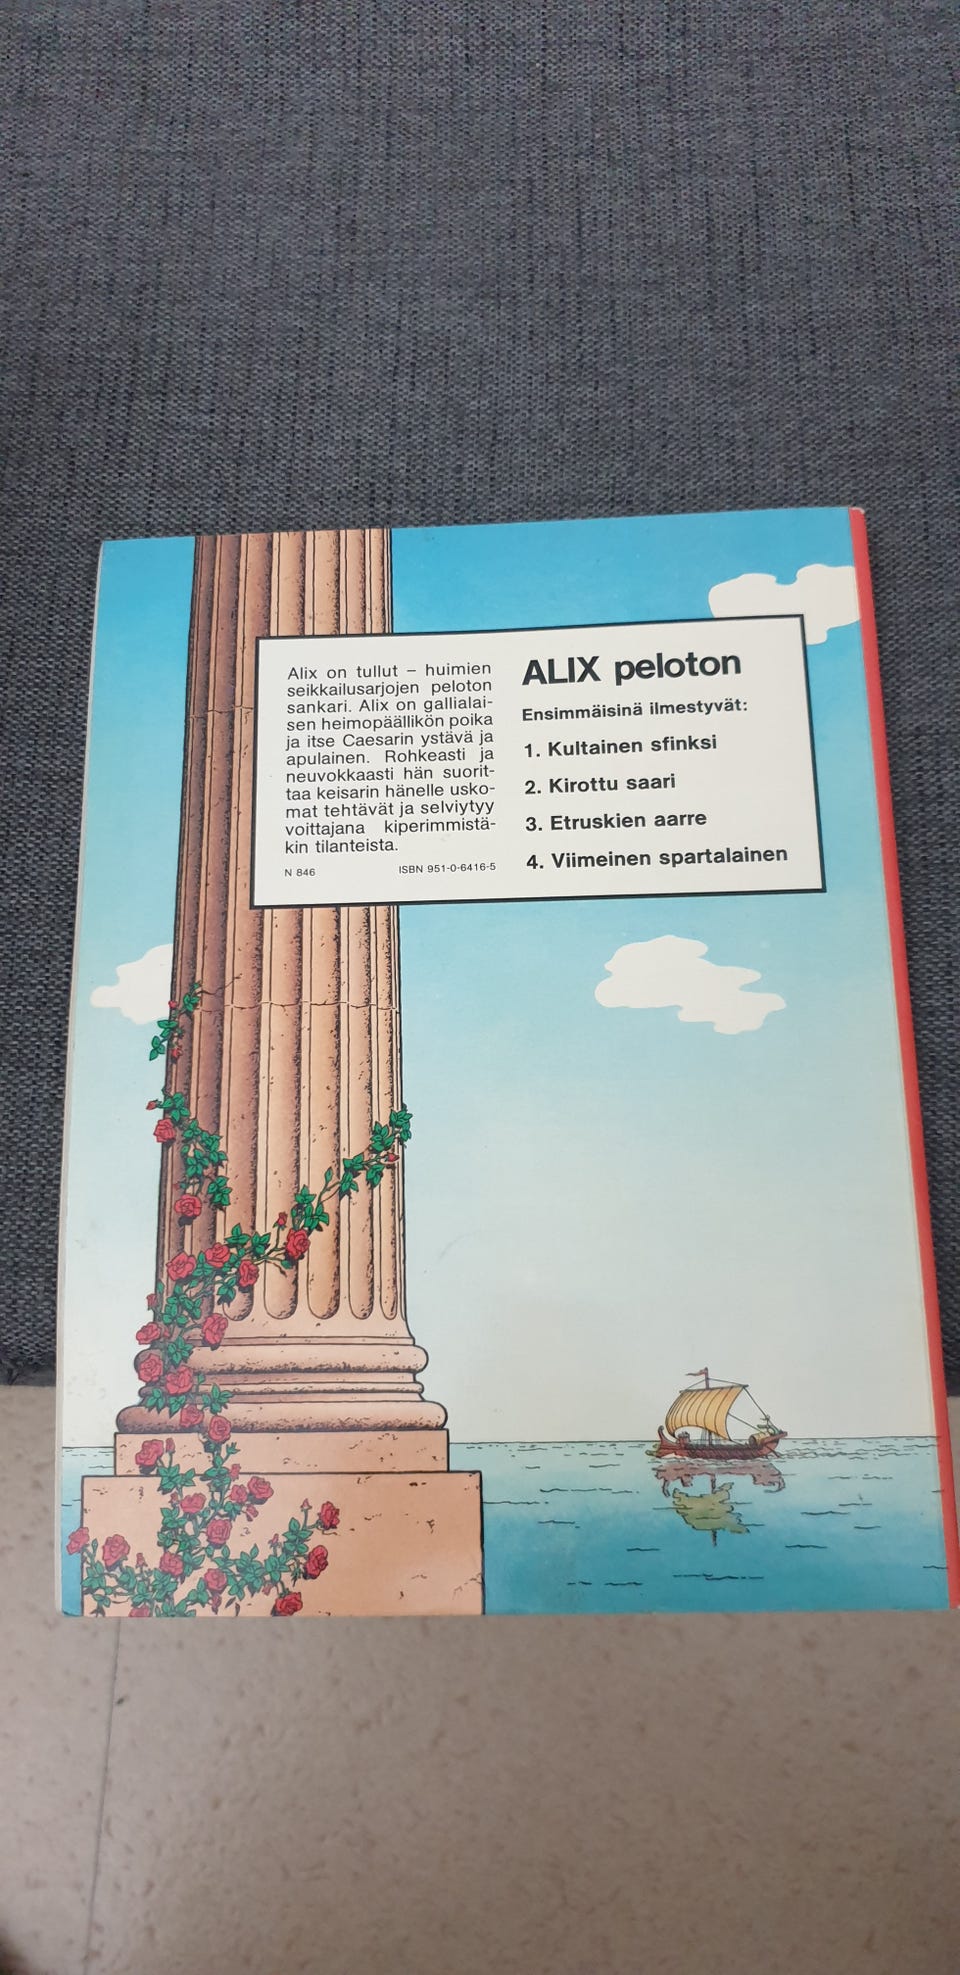 Alix on tullut – huimien
seikkailusarjojen peloton
sankari. Alix on gallialai-
sen heimopäällikön poika
ja itse Caesarin ystävä ja
apulainen. Rohkeasti ja
neuvokkaasti hän suorit-
taa keisarin hänelle usko-
mat tehtävät ja selviytyy
voittajana kiperimmistä-
kin tilanteista.
N 846 ISBN 951-0-6416-5
ALIX peloton
Ensimmäisinä ilmestyvät:
1. Kultainen sfinksi
2. Kirottu saari
3. Etruskien aarre
4. Viimeinen spartalainen